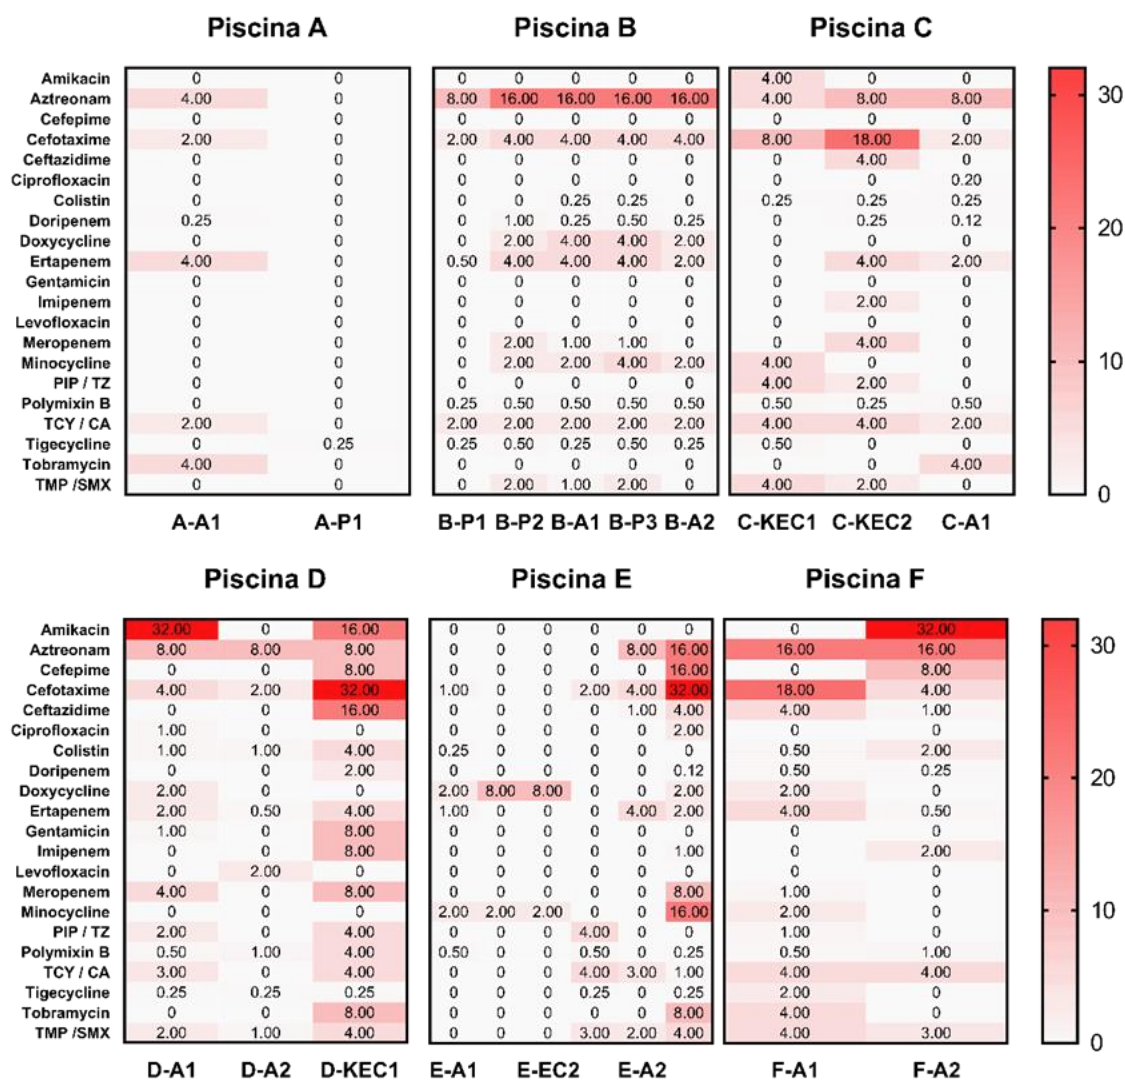 Piscina A Piscina B Piscina C
Amikacin 0 0 0 0 0 0 0 4.00 0 0
Aztreonam 4.00 0 8.00 16.00 16.00 16.00 16.00 4.00 8.00 8.00 30
Cefepime 0 0 0 0 0 0 0 0 0 0
Cefotaxime 2.00 0 2.00 4.00 4.00 4.00 4.00 8.00 18.00 2.00
Ceftazidime 0 0 0 0 0 0 0 0 4.00 0
Ciprofloxacin 0 0 0 0 0 0 0 0 0 0.20
Colistin 0 0 0 0 0.25 0.25 0 0.25 0.25 0.25
Doripenem 0.25 0 0 1.00 0.25 0.50 0.25 0 0.25 0.12 20
Doxycycline 0 0 0 2.00 4.00 4.00 2.00 0 0 0
Ertapenem 4.00 0 0.50 4.00 4.00 4.00 2.00 0 4.00 2.00
Gentamicin 0 0 0 0 0 0 0 0 0 0
Imipenem 0 0 0 0 0 0 0 0 2.00 0
Levofloxacin 0 0 0 0 0 0 0 0 0 0
Meropenem 0 0 0 2.00 1.00 1.00 0 0 4.00 0
Minocycline 0 0 0 2.00 2.00 4.00 2.00 4.00 0 0 10
PIP / TZ 0 0 0 0 0 0 0 4.00 2.00 0
Polymixin B 0 0 0.25 0.50 0.50 0.50 0.50 0.50 0.25 0.50
TCY / CA 2.00 0 2.00 2.00 2.00 2.00 2.00 4.00 4.00 2.00
Tigecycline 0 0.25 0.25 0.50 0.25 0.50 0.25 0.50 0 0
Tobramycin 4.00 0 0 0 0 0 0 0 0 4.00
TMP /SMX 0 0 0 2.00 1.00 2.00 0 4.00 2.00 0 0
A-A1 A-P1 B-P1 B-P2 B-A1 B-P3 B-A2 C-KEC1 C-KEC2 C-A1
Piscina D Piscina E Piscina F
Amikacin 32.00 0 16.00 0 0 0 0 0 0 0 32.00
Aztreonam 8.00 8.00 8.00 0 0 0 0 8.00 16.00 16.00 16.00 30
Cefepime 0 0 8.00 0 0 0 0 0 16.00 0 8.00
Cefotaxime 4.00 2.00 32.00 1.00 0 0 2.00 4.00 32.00 18.00 4.00
Ceftazidime 0 0 16.00 0 0 0 0 1.00 4.00 4.00 1.00
Ciprofloxacin 1.00 0 0 0 0 0 0 0 2.00 0 0
Colistin 1.00 1.00 4.00 0.25 0 0 0 0 0 0.50 2.00
Doripenem 0 0 2.00 0 0 0 0 0 0.12 0.50 0.25 20
Doxycycline 2.00 0 0 2.00 8.00 8.00 0 0 2.00 2.00 0
Ertapenem 2.00 0.50 4.00 1.00 0 0 0 4.00 2.00 4.00 0.50
Gentamicin 1.00 0 8.00 0 0 0 0 0 0 0 0
Imipenem 0 0 8.00 0 0 0 0 0 1.00 0 2.00
Levofloxacin 0 2.00 0 0 0 0 0 0 0 0 0
Meropenem 4.00 0 8.00 0 0 0 0 0 8.00 1.00 0
Minocycline 0 0 0 2.00 2.00 2.00 0 0 16.00 2.00 0 10
PIP / TZ 2.00 0 4.00 0 0 0 4.00 0 0 1.00 0
Polymixin B 0.50 1.00 4.00 0.50 0 0 0.50 0 0.25 0.50 1.00
TCY / CA 3.00 0 4.00 0 0 0 4.00 3.00 1.00 4.00 4.00
Tigecycline 0.25 0.25 0.25 0 0 0 0.25 0 0.25 2.00 0
Tobramycin 0 0 8.00 0 0 0 0 0 8.00 4.00 0
TMP /SMX 2.00 1.00 4.00 0 0 0 3.00 2.00 4.00 4.00 3.00 0
D-A1 D-A2 D-KEC1 E-A1 E-EC2 E-A2 F-A1 F-A2